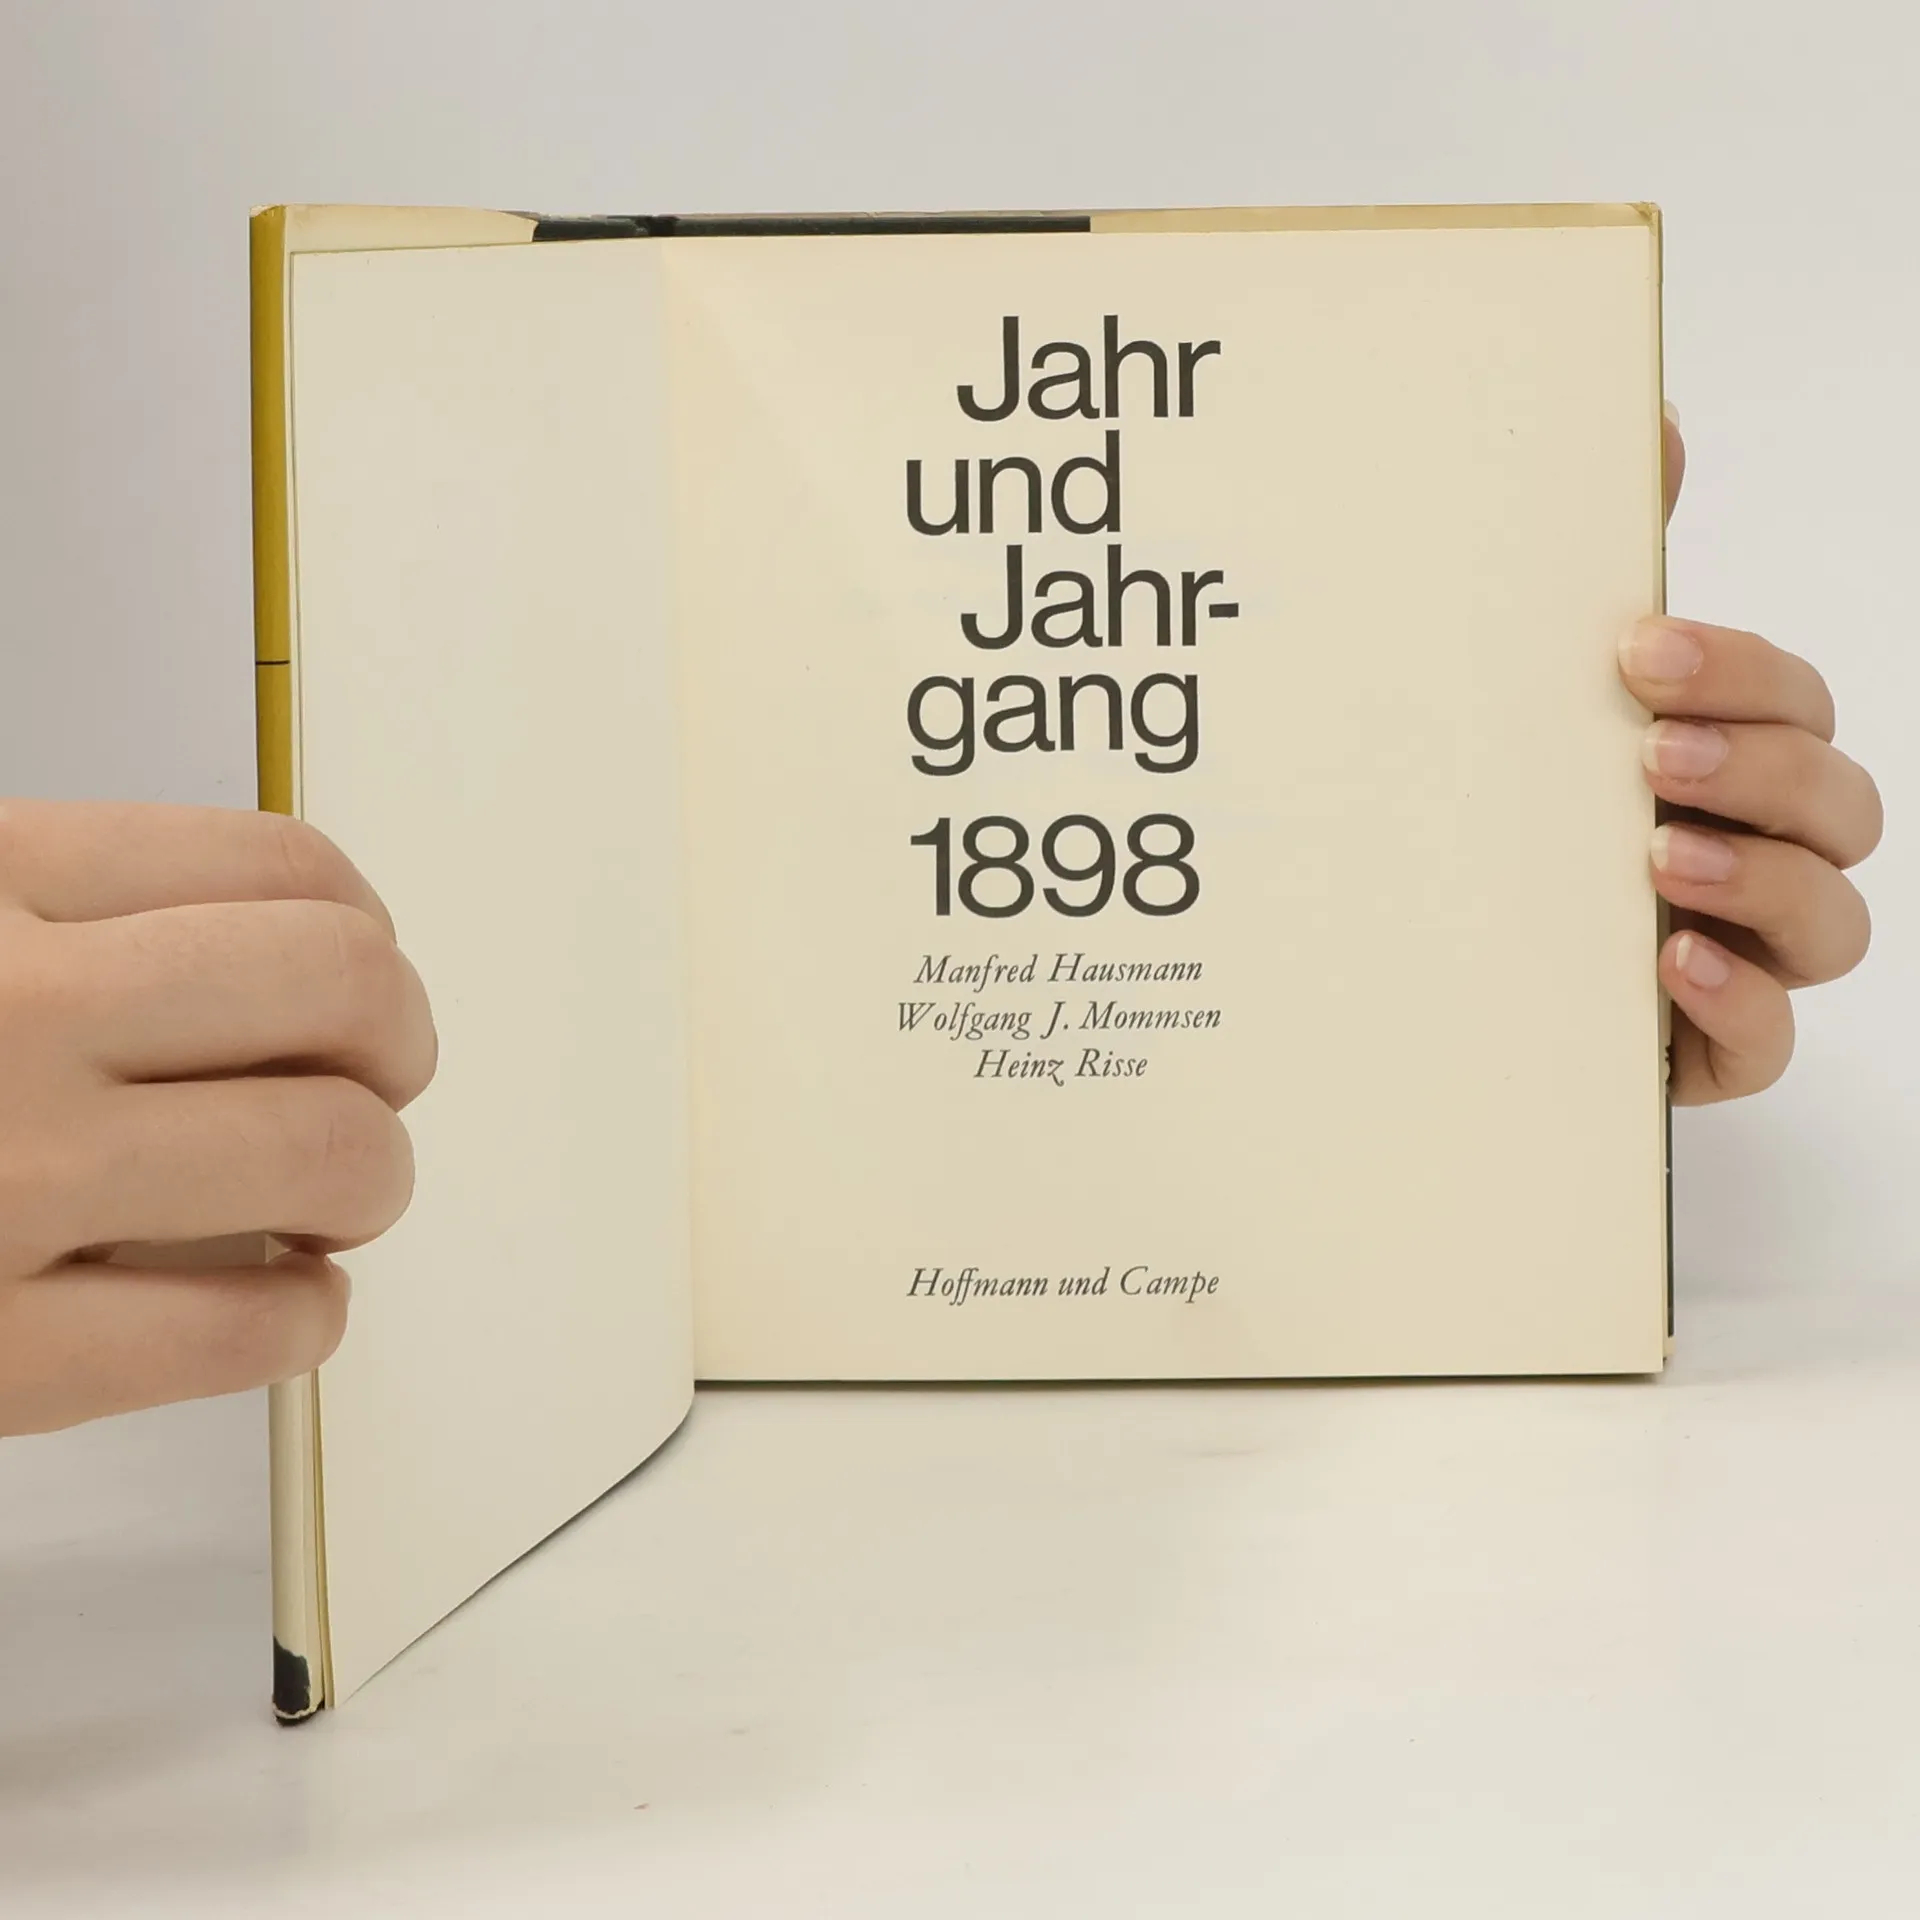 Jahr
und
Jahr-
gang
1898
Manfred Hausmann
Wolfgang J. Mommsen
Heinz Risse
Hoffmann und Campe